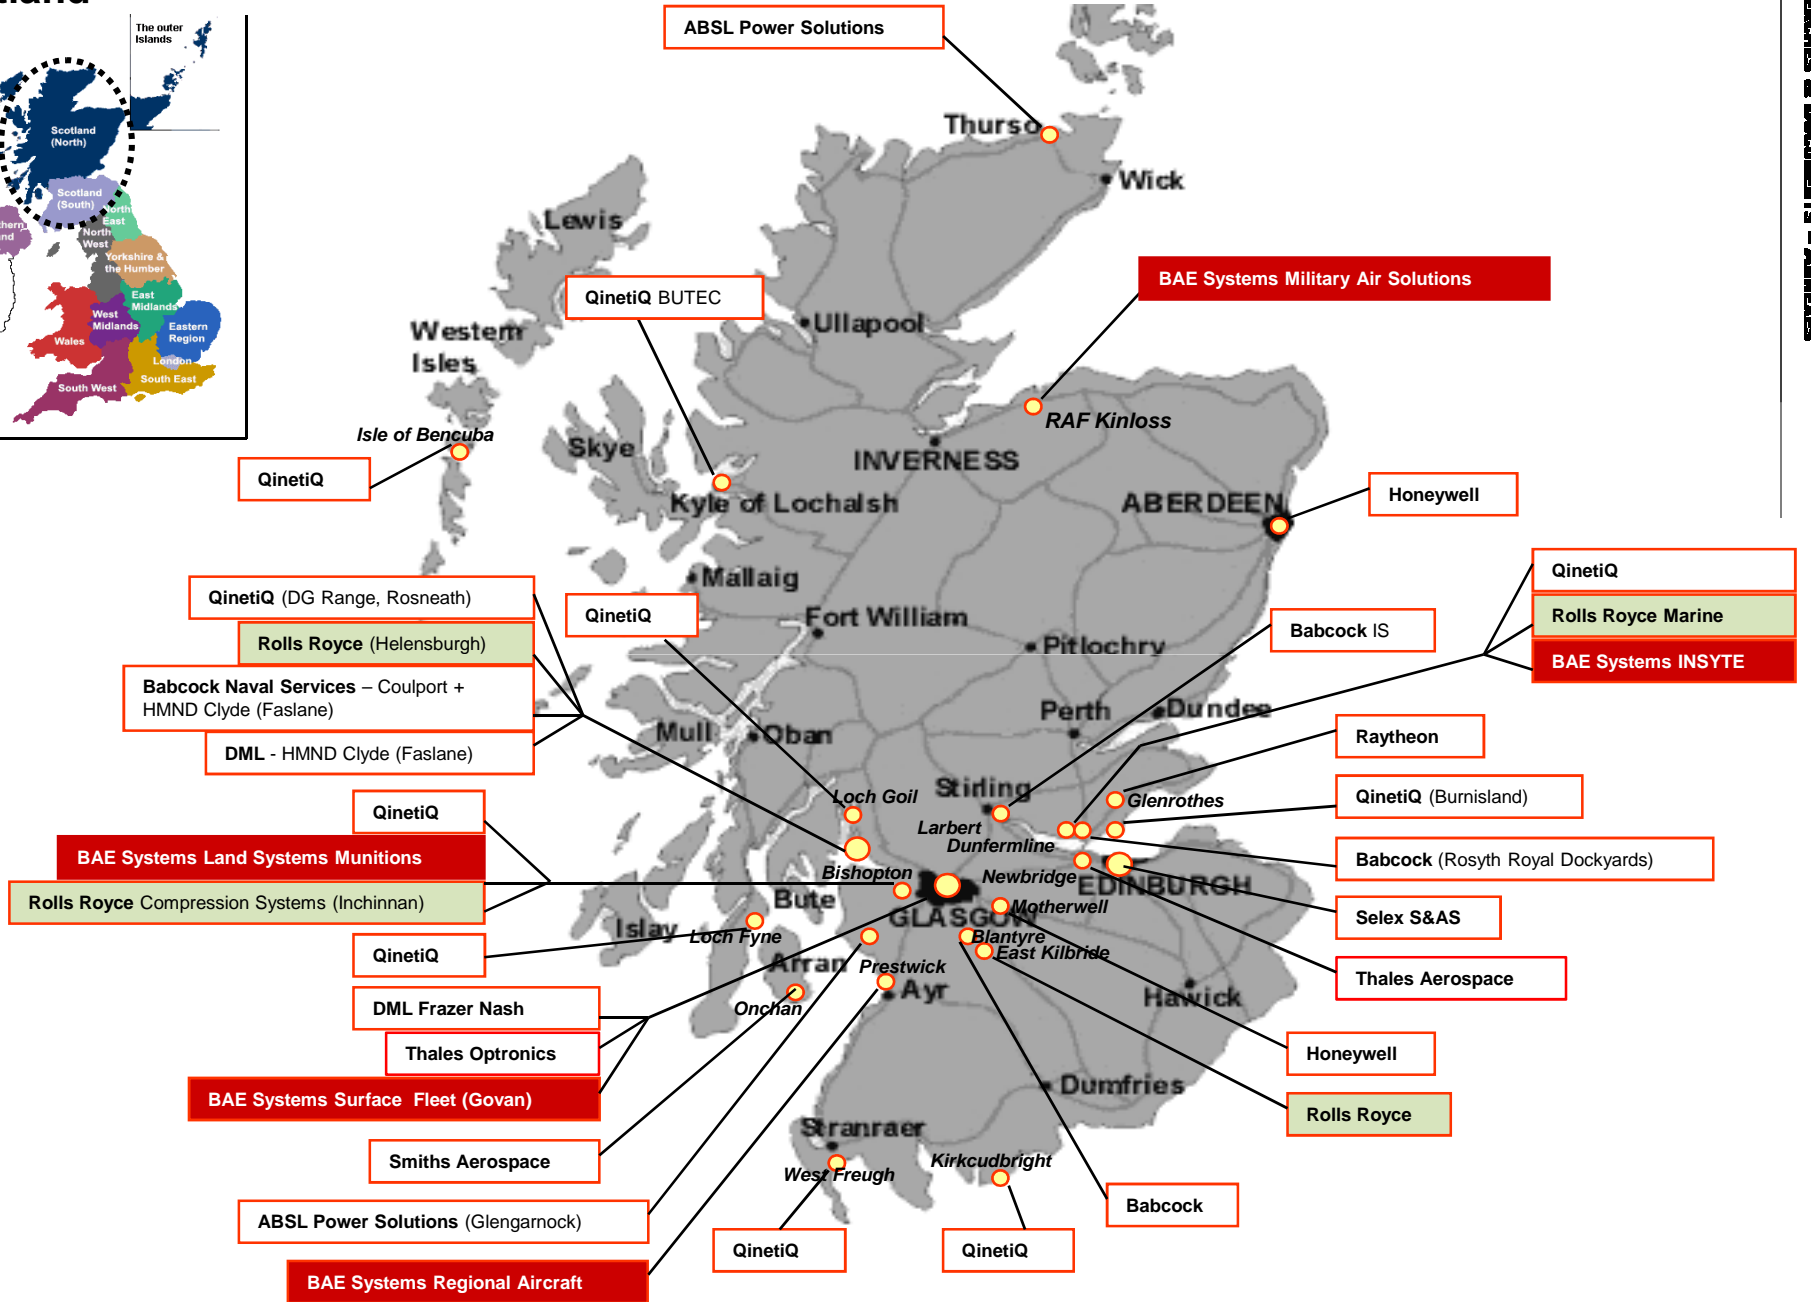 The outer
Islands
Scotland
(North)
Scotland
(South)
North
East
North
West
Yorkshire &
the Humber
East
Midlands
West
Midlands
Eastern
Region
Wales
London
South East
South West
ABSL Power Solutions
Thurso
Wick
Lewis
BAE Systems Military Air Solutions
QinetiQ BUTEC
Ullapool
Western
Isles
RAF Kinloss
Isle of Bencuba
Skye
INVERNESS
QinetiQ
Kyle of Lochalsh
ABERDEEN
Honeywell
QinetiQ
Mallaig
QinetiQ (DG Range, Rosneath)
QinetiQ
Fort William
Rolls Royce Marine
Babcock IS
Rolls Royce (Helensburgh)
Pitlochry
BAE Systems INSYTE
Babcock Naval Services – Coulport +
HMND Clyde (Faslane)
Perth
Dundee
Mull
Oban
Raytheon
DML - HMND Clyde (Faslane)
Stirling
Loch Goil
Glenrothes
QinetiQ (Burnisland)
QinetiQ
Larbert
Dunfermline
BAE Systems Land Systems Munitions
Babcock (Rosyth Royal Dockyards)
Bishopton
Newbridge
EDINBURGH
Rolls Royce Compression Systems (Inchinnan)
Bute
Motherwell
GLASGOW
Selex S&AS
Islay
Loch Fyne
Blantyre
East Kilbride
QinetiQ
Arran
Prestwick
Thales Aerospace
Ayr
Hawick
DML Frazer Nash
Onchan
Thales Optronics
Honeywell
BAE Systems Surface Fleet (Govan)
Dumfries
Rolls Royce
Stranraer
Smiths Aerospace
Kirkcudbright
West Freugh
Babcock
ABSL Power Solutions (Glengarnock)
QinetiQ
QinetiQ
BAE Systems Regional Aircraft